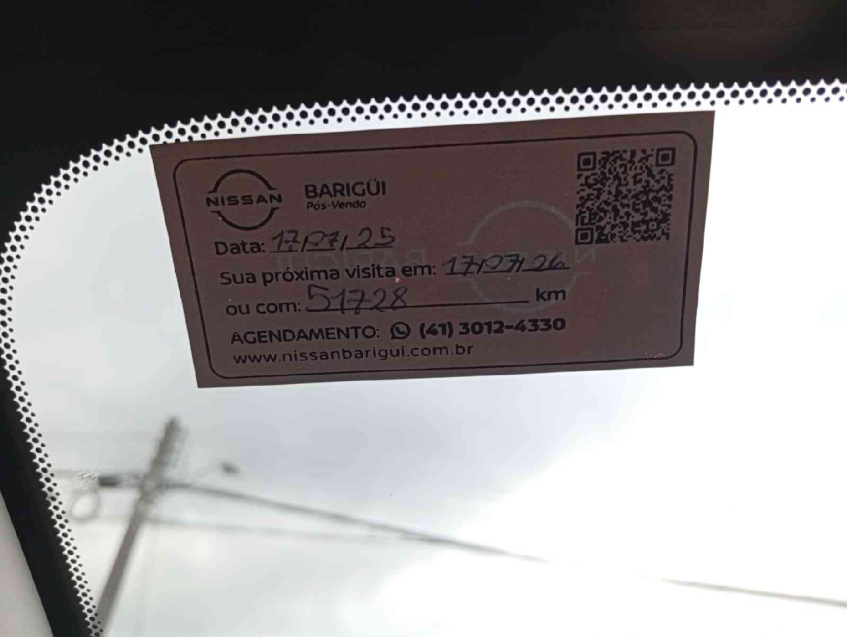 NISSAN
BARIGÜI
Pós-Venda
Data: 17/07/25
Sua próxima visita em: 17/07/26
ou com: 51728 km
AGENDAMENTO: (41) 3012-4330
www.nissanbarigui.com.br